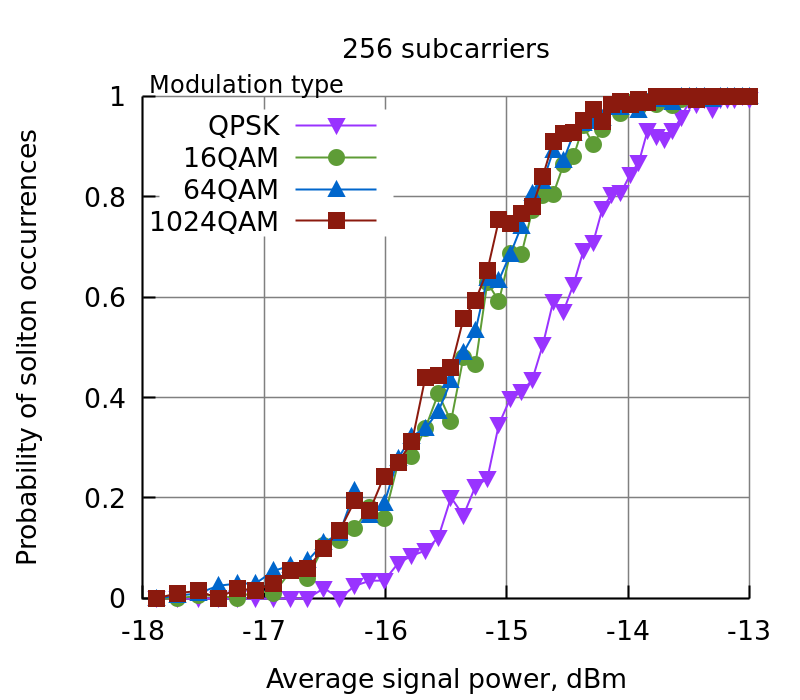 256 subcarriers
Modulation type
QPSK
16QAM
64QAM
1024QAM
Probability of soliton occurrences
1
0.8
0.6
0.4
0.2
0
-18 -17 -16 -15 -14 -13
Average signal power, dBm